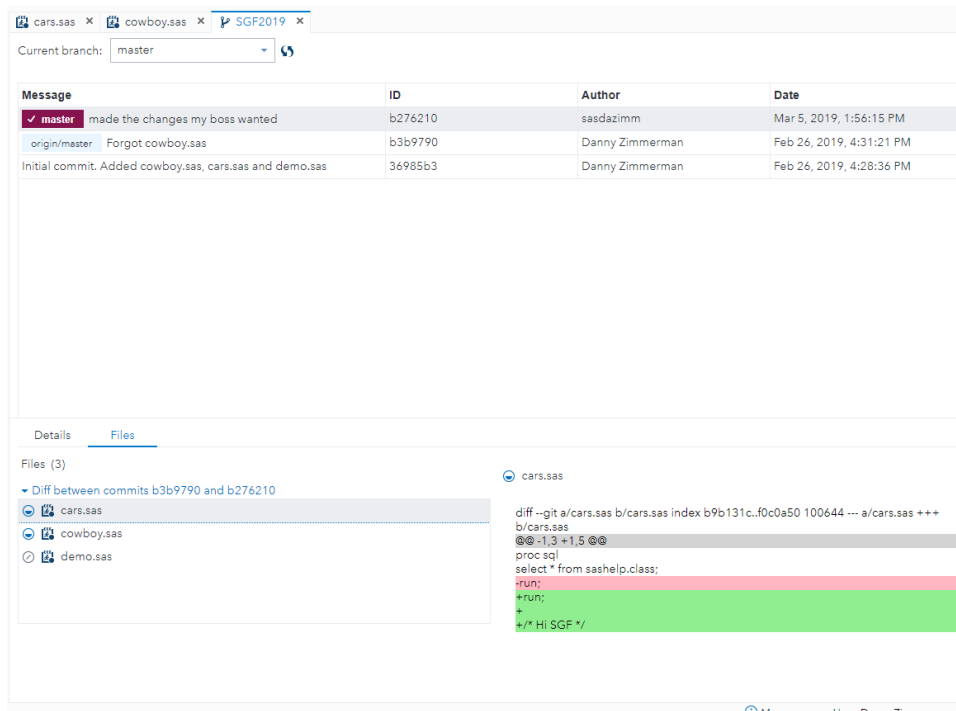 cars.sas × cowboy.sas × SGF2019 ×
Current branch: master
Message ID Author Date
✓ master made the changes my boss wanted b276210 sasdazimm Mar 5, 2019, 1:56:15 PM
origin/master Forgot cowboy.sas b3b9790 Danny Zimmerman Feb 26, 2019, 4:31:21 PM
Initial commit. Added cowboy.sas, cars.sas and demo.sas 36985b3 Danny Zimmerman Feb 26, 2019, 4:28:36 PM
Details Files
Files (3)
Diff between commits b3b9790 and b276210
cars.sas
cowboy.sas
demo.sas
cars.sas
diff --git a/cars.sas b/cars.sas index b9b131c..f0c0a50 100644 --- a/cars.sas +++
b/cars.sas
@@ -1,3 +1,5 @@
proc sql
select * from sashelp.class;
-run;
+run;
+
+/* Hi SGF */